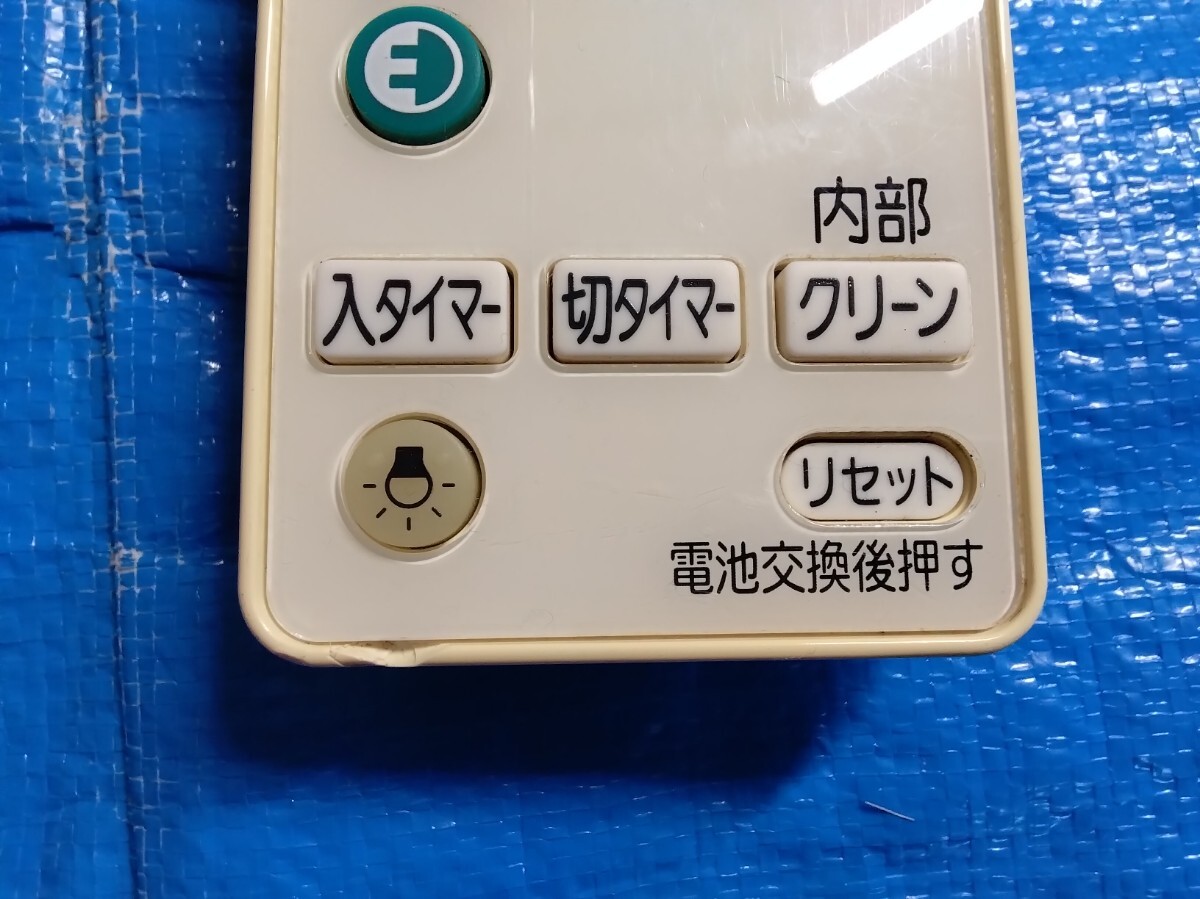 内部
入タイマー
切タイマー
クリーン
リセット
電池交換後押す